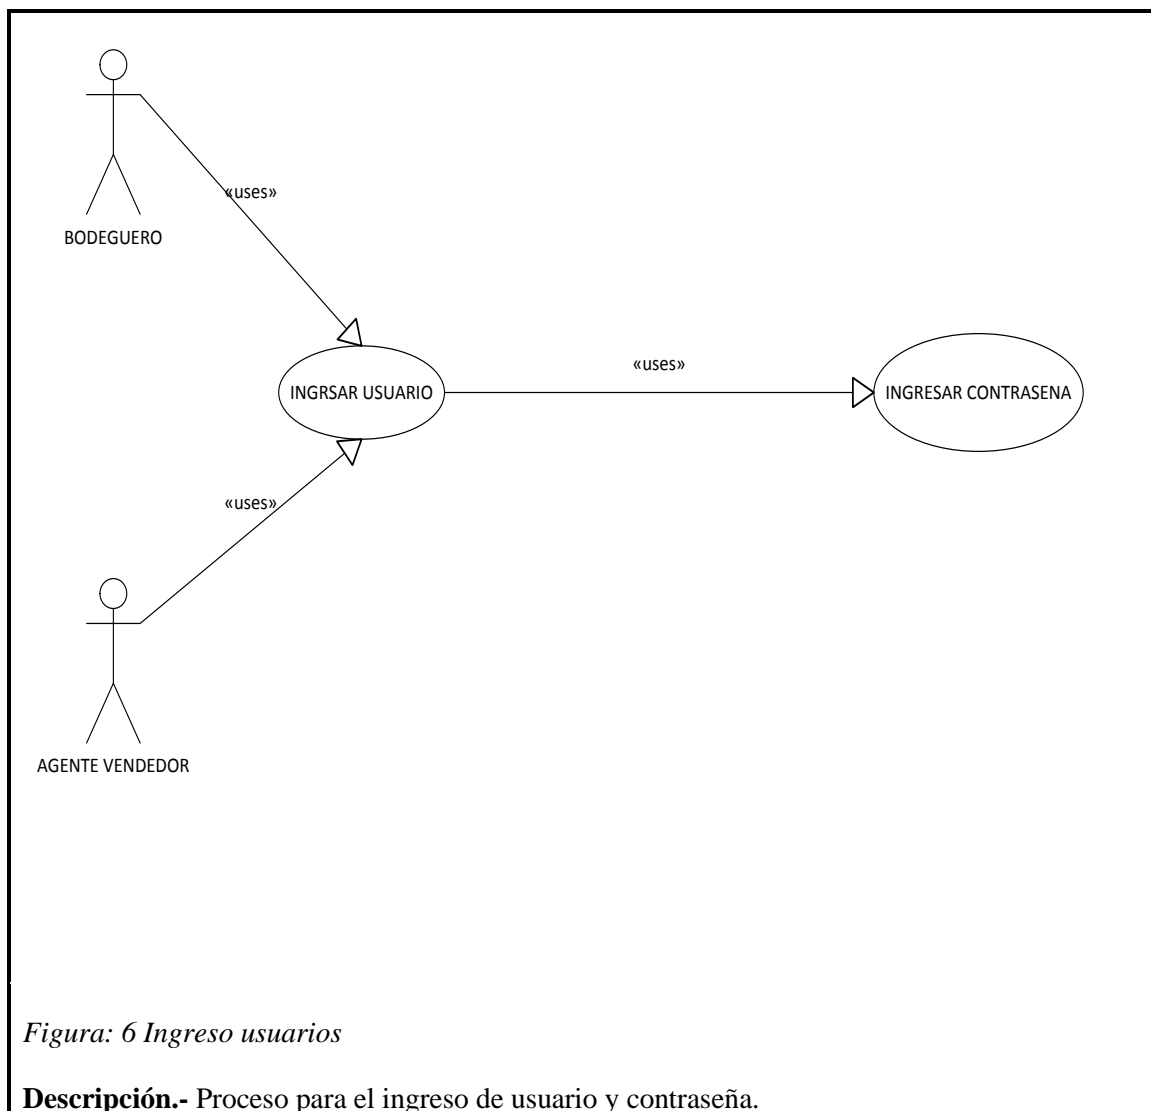 «uses»
BODEGUERO
«uses»
INGRSAR USUARIO
INGRESAR CONTRASENA
«uses»
AGENTE VENDEDOR
Figura: 6 Ingreso usuarios
Descripción.- Proceso para el ingreso de usuario y contraseña.